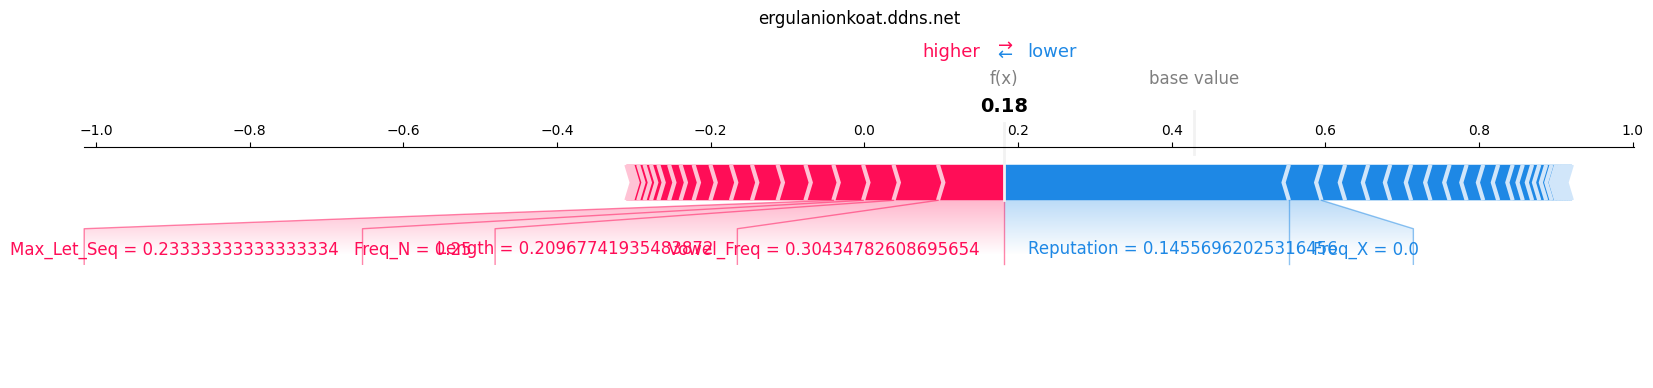 ergulanionkoat.ddns.net
higher ⇄ lower
f(x) base value
0.18
−1.0 −0.8 −0.6 −0.4 −0.2 0.0 0.2 0.4 0.6 0.8 1.0
Max_Let_Seq = 0.23333333333333334 Freq_N = 0.25 Length = 0.20967741935483872 Vowel_Freq = 0.30434782608695654 Reputation = 0.14556962025316456 Freq_X = 0.0